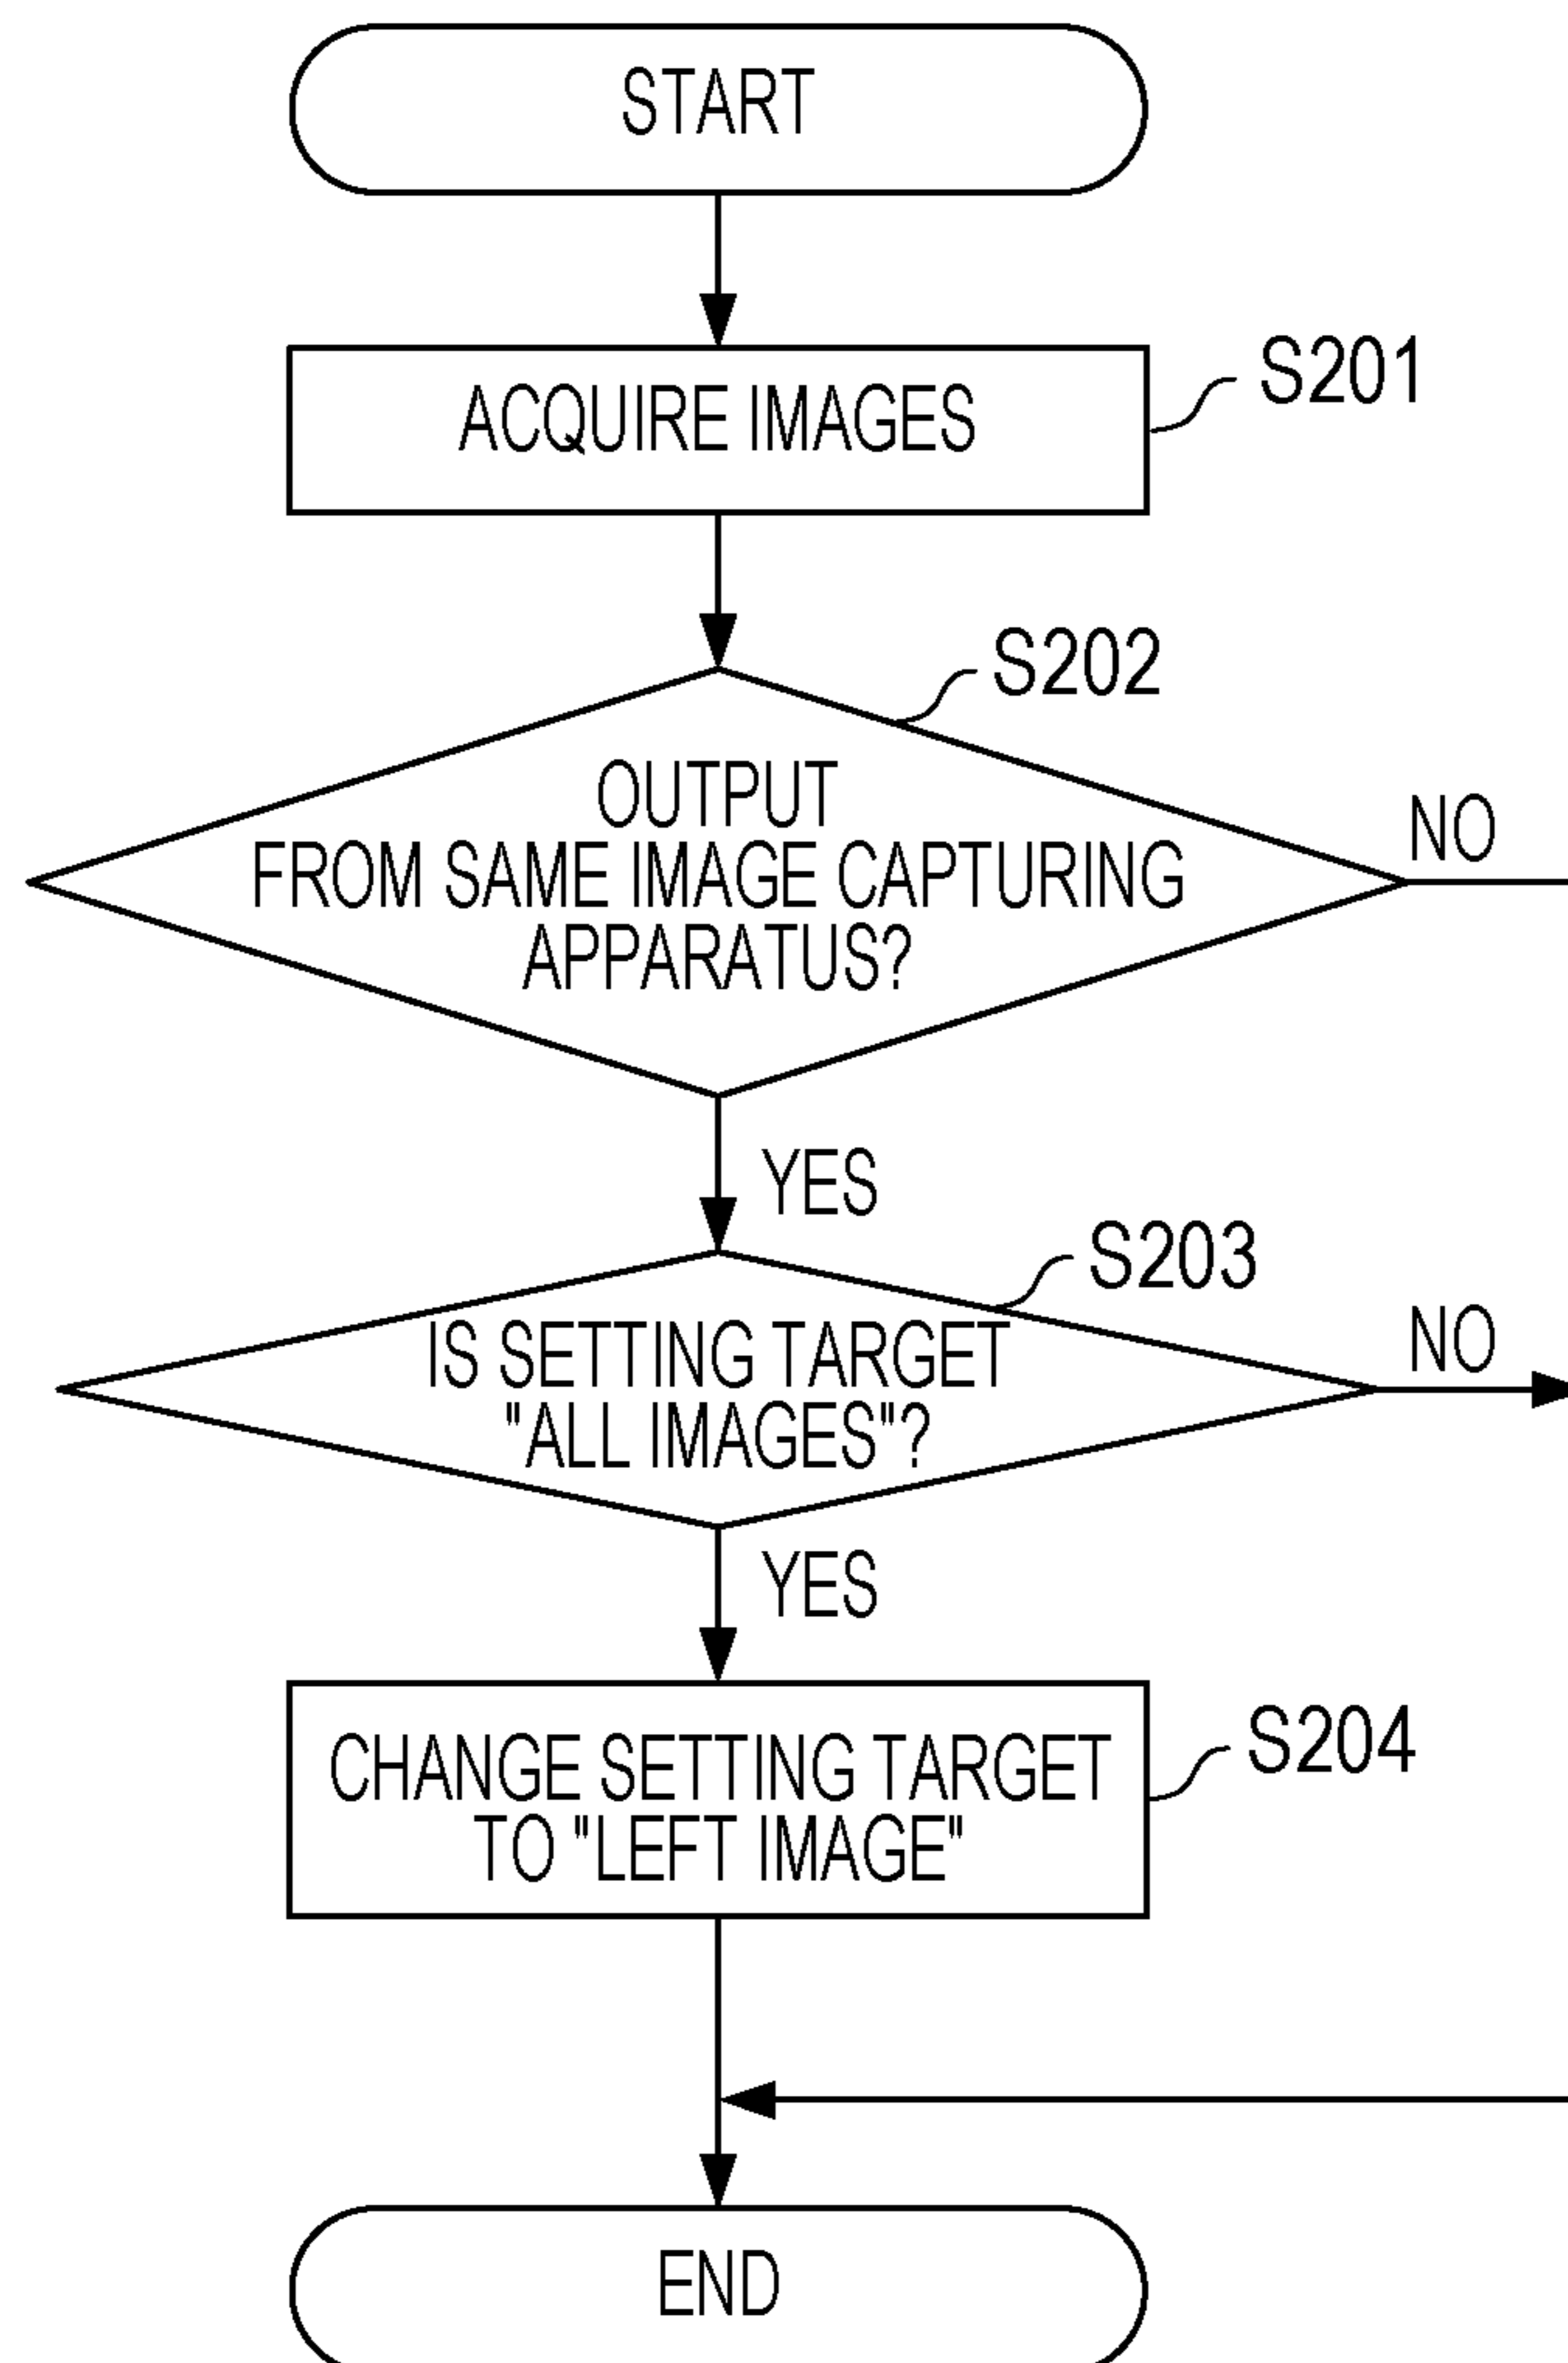 START
ACQUIRE IMAGES
S201
S202
OUTPUT
FROM SAME IMAGE CAPTURING
APPARATUS?
NO
YES
S203
IS SETTING TARGET
"ALL IMAGES"?
NO
YES
CHANGE SETTING TARGET
TO "LEFT IMAGE"
S204
END